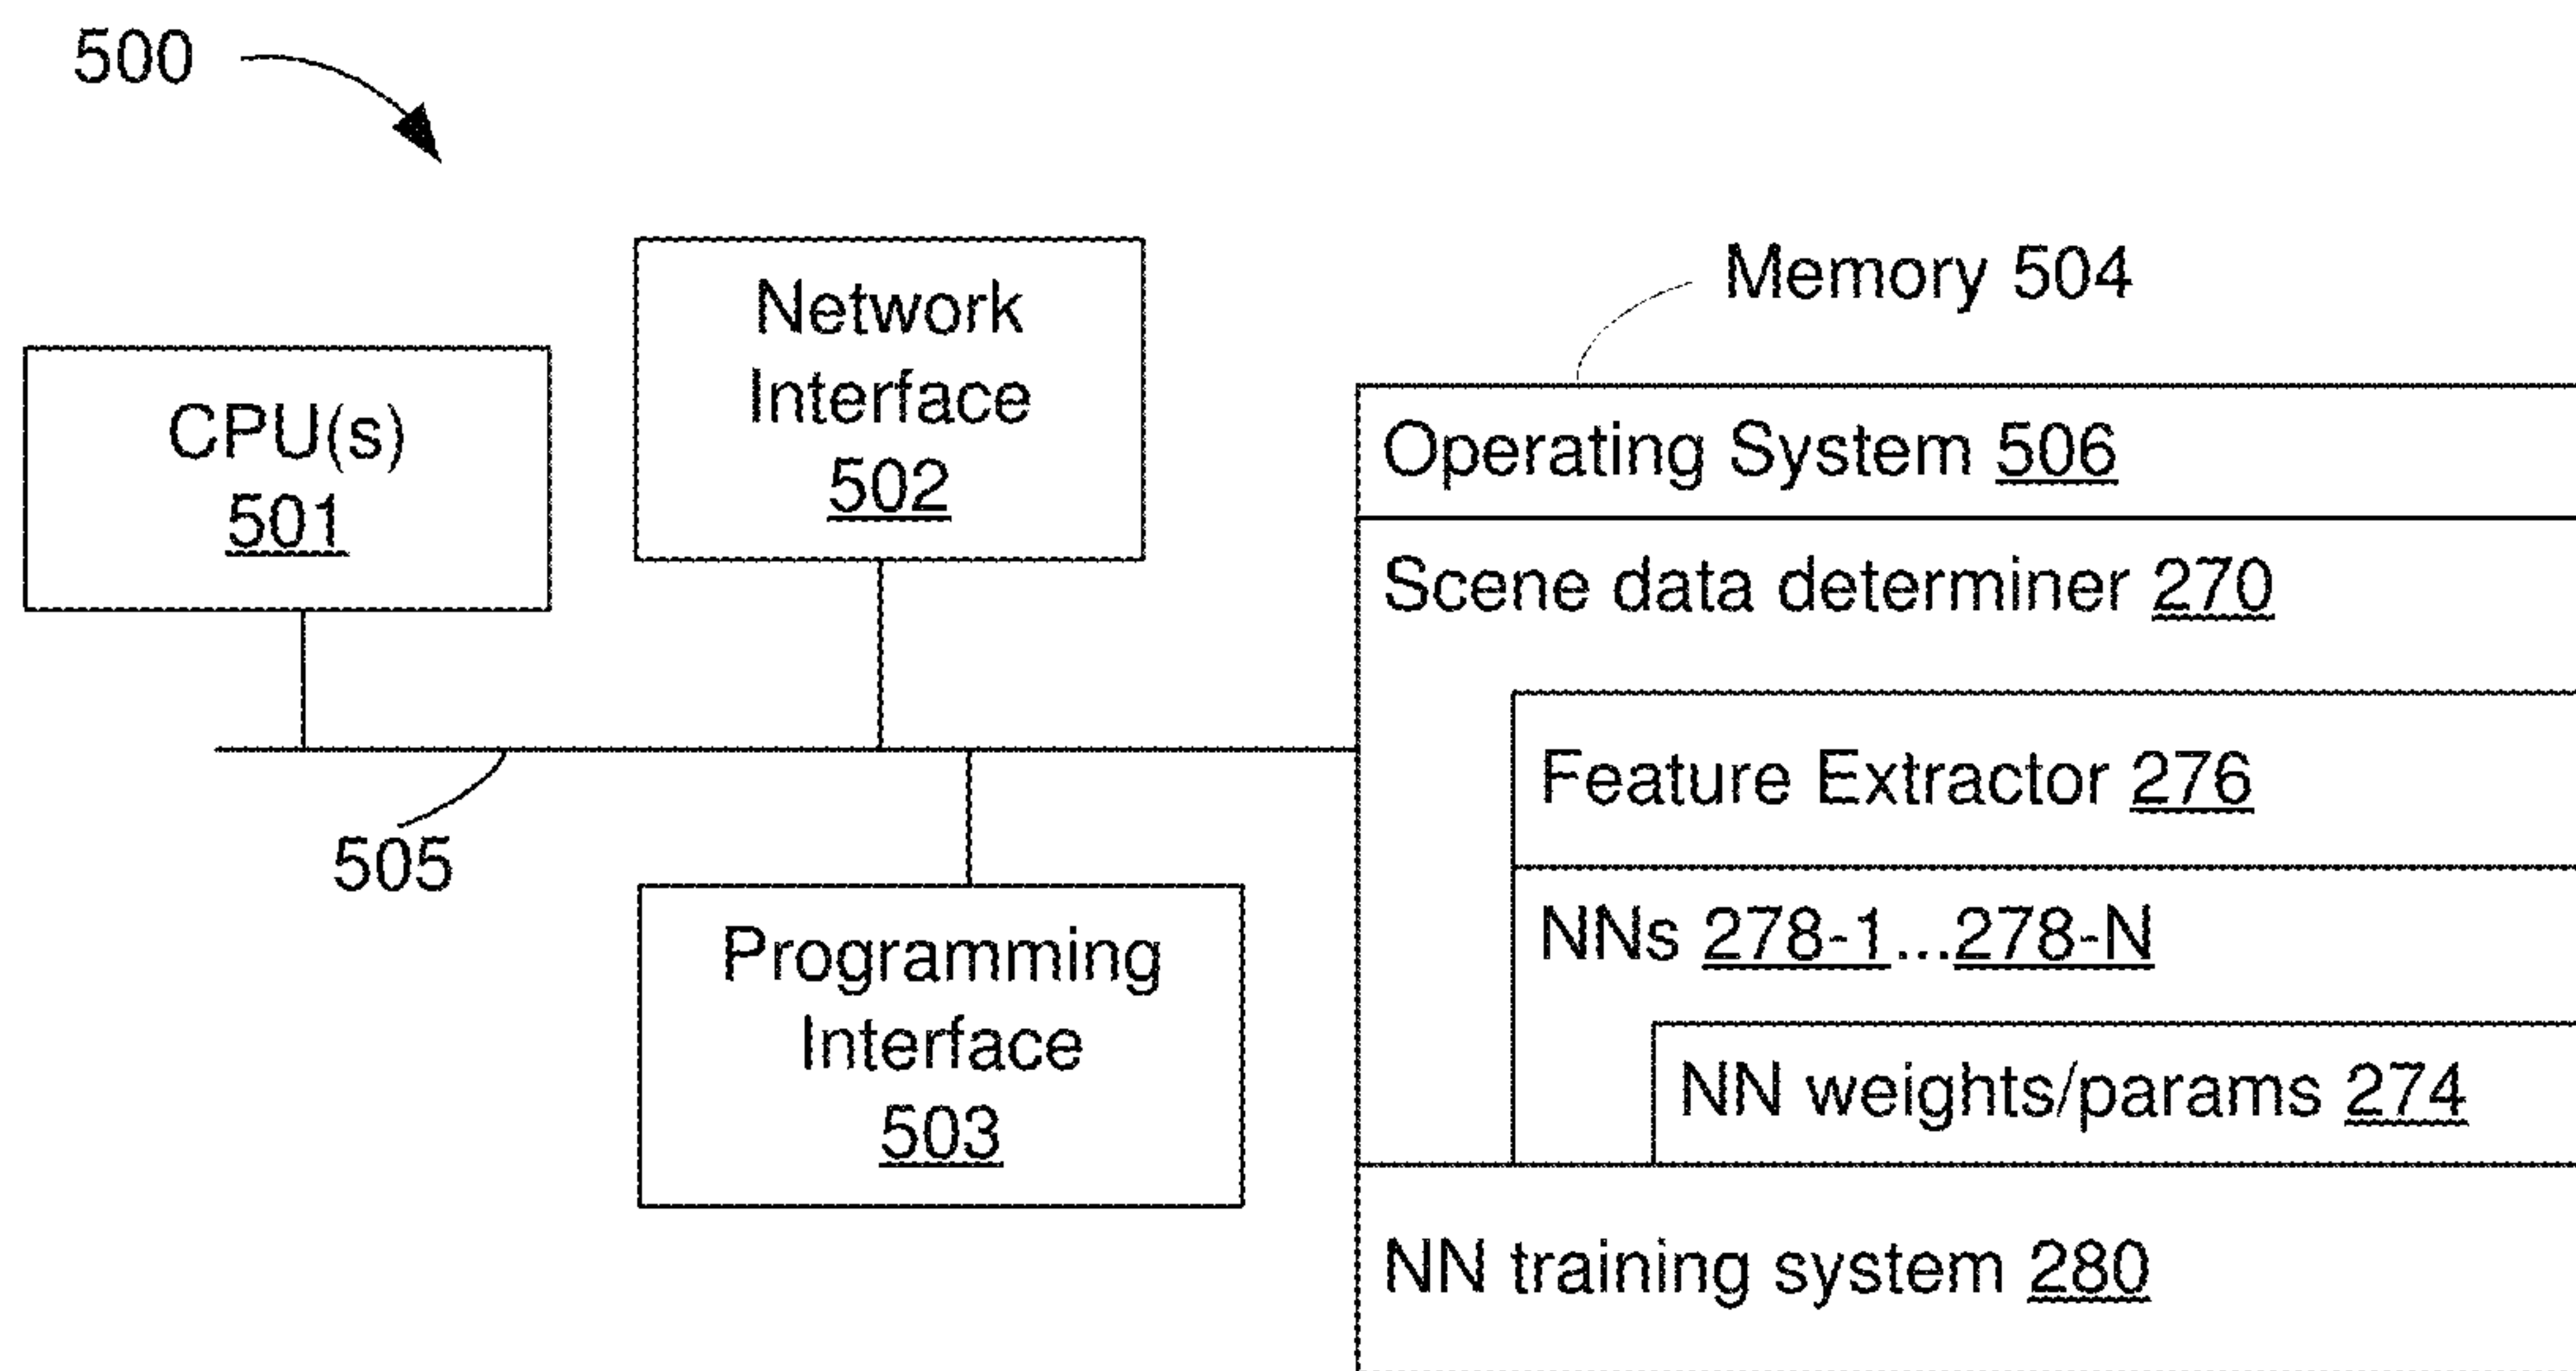 500
Network
Interface
502
Memory 504
CPU(s)
501
Operating System 506
Scene data determiner 270
Feature Extractor 276
505
NNs 278-1...278-N
Programming
Interface
503
NN weights/params 274
NN training system 280